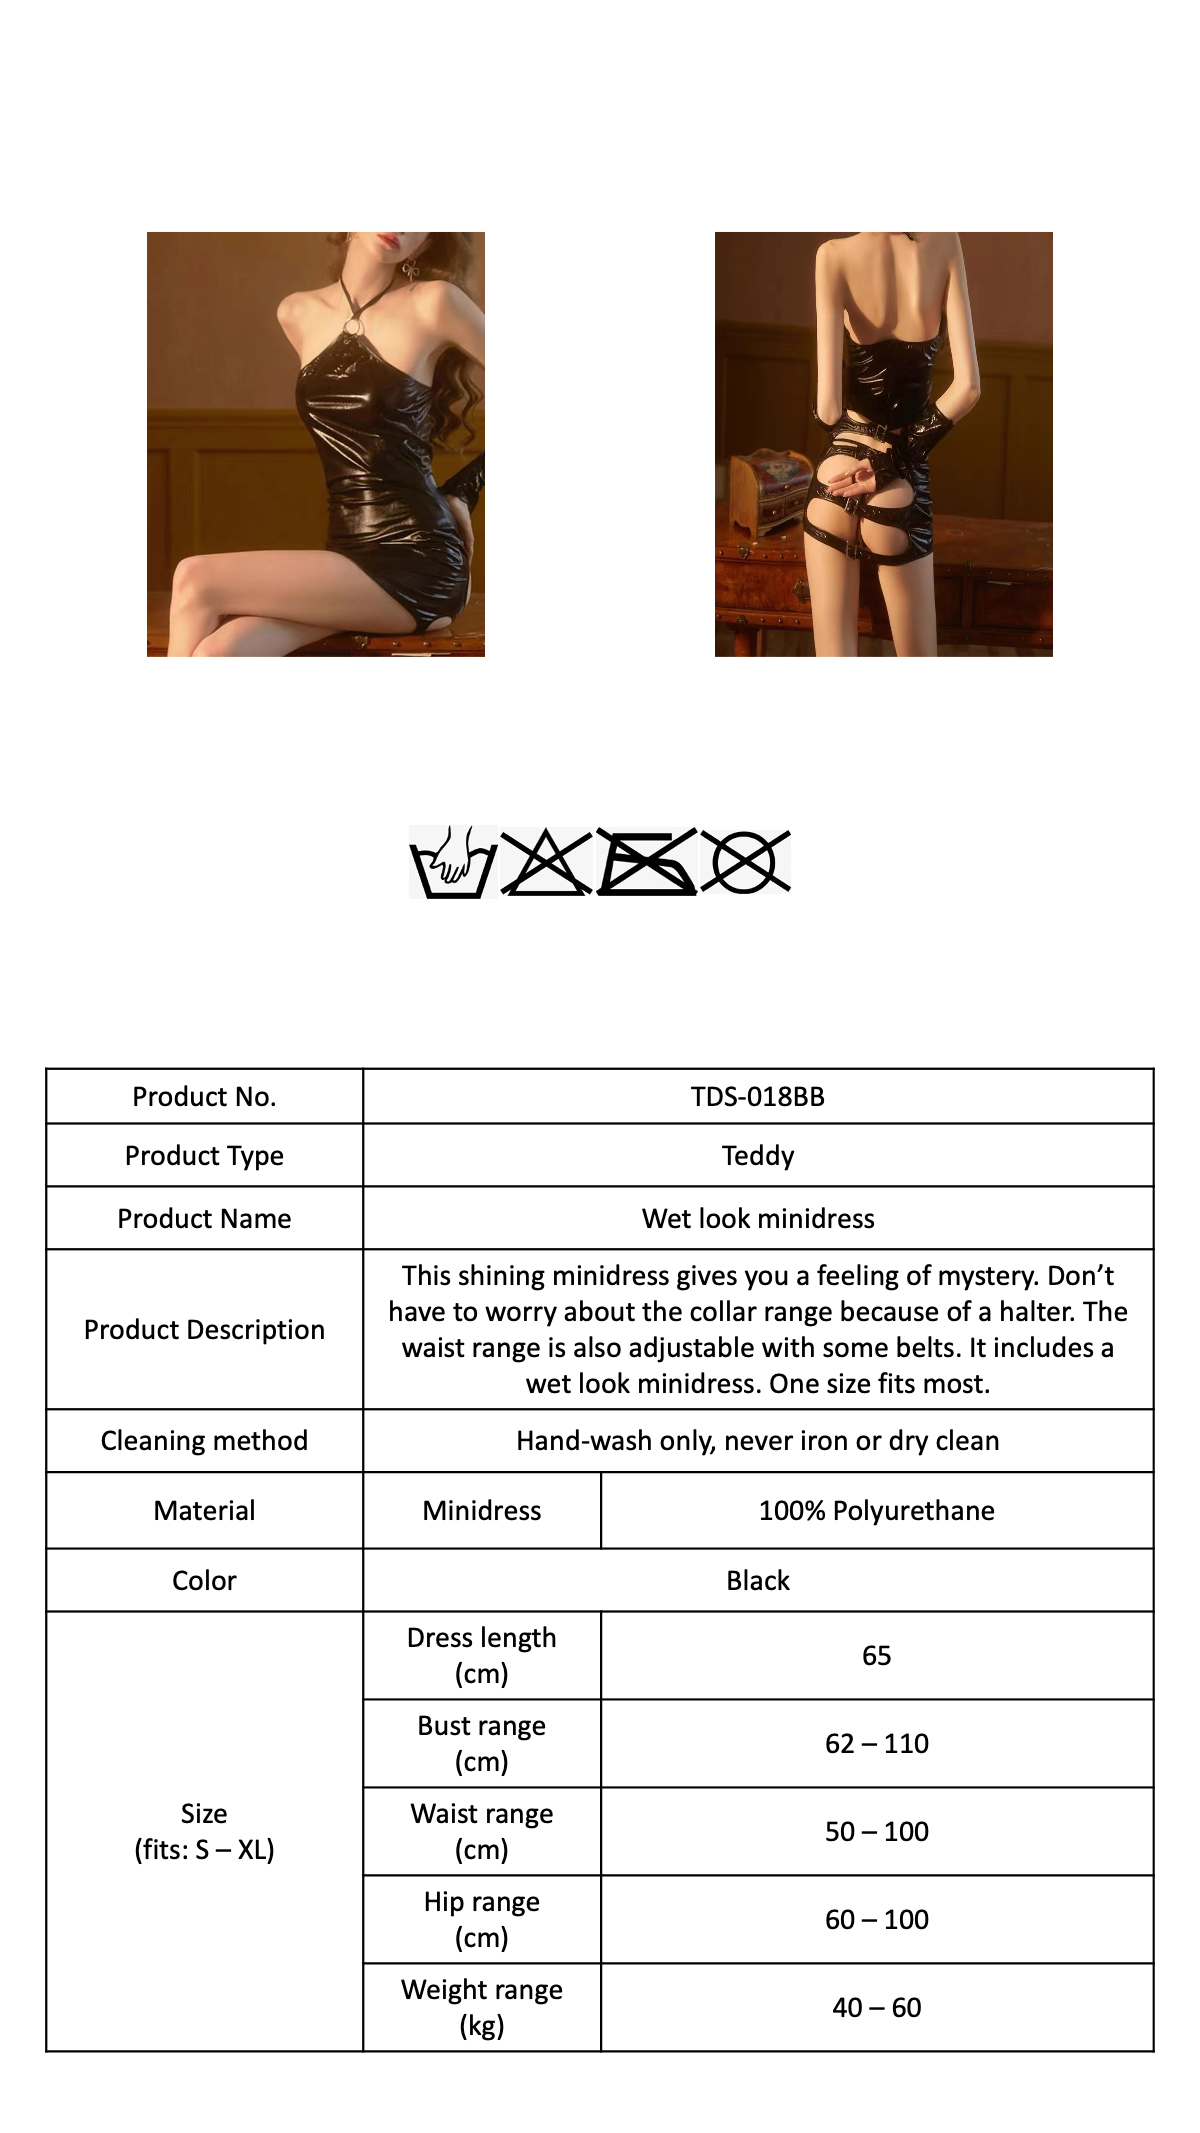 Product No.
TDS-018BB
Product Type
Teddy
Product Name
Wet look minidress
Product Description
This shining minidress gives you a feeling of mystery. Don’t
have to worry about the collar range because of a halter. The
waist range is also adjustable with some belts. It includes a
wet look minidress. One size fits most.
Cleaning method
Hand-wash only, never iron or dry clean
Material
Minidress
100% Polyurethane
Color
Black
Size
(fits: S – XL)
Dress length
(cm)
65
Bust range
(cm)
62 – 110
Waist range
(cm)
50 – 100
Hip range
(cm)
60 – 100
Weight range
(kg)
40 – 60